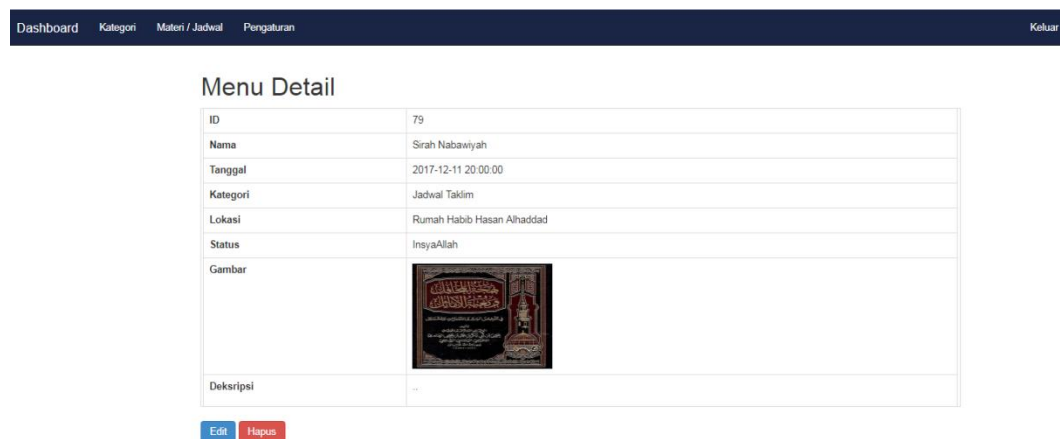 Dashboard Kategori Materi / Jadwal Pengaturan Keluar
Menu Detail
ID 79
Nama Sirah Nabawiyah
Tanggal 2017-12-11 20:00:00
Kategori Jadwal Taklim
Lokasi Rumah Habib Hasan Alhaddad
Status InsyaAllah
Gambar
Deksripsi ..
Edit Hapus